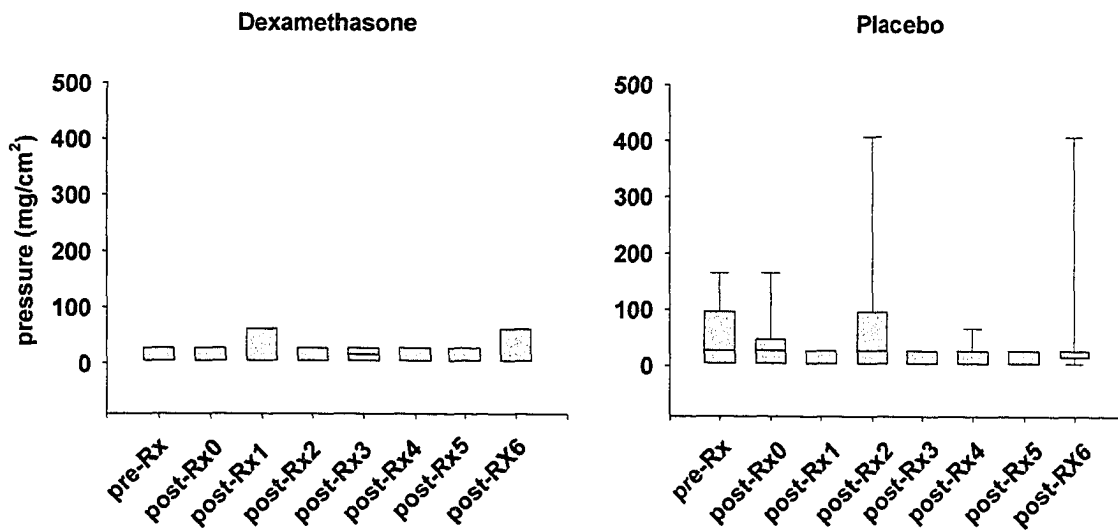 Dexamethasone
pressure (mg/cm²)
500
400
300
200
100
0
pre-Rx
post-Rx0
post-Rx1
post-Rx2
post-Rx3
post-Rx4
post-Rx5
post-RX6
Placebo
500
400
300
200
100
0
pre-Rx
post-Rx0
post-Rx1
post-Rx2
post-Rx3
post-Rx4
post-Rx5
post-RX6